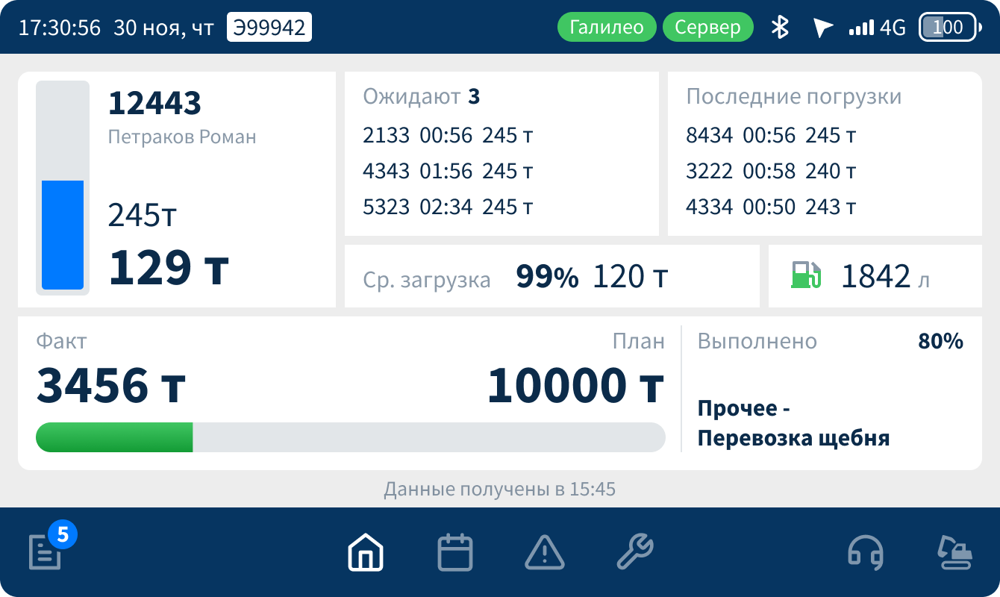 17:30:56 30 ноя, чт Э99942 Галилео Сервер 4G 100
12443
Петраков Роман
245т
129 т
Ожидают 3
2133 00:56 245 т
4343 01:56 245 т
5323 02:34 245 т
Последние погрузки
8434 00:56 245 т
3222 00:58 240 т
4334 00:50 243 т
Ср. загрузка 99% 120 т
1842 л
Факт
3456 т
План
10000 т
Выполнено 80%
Прочее -
Перевозка щебня
Данные получены в 15:45
5